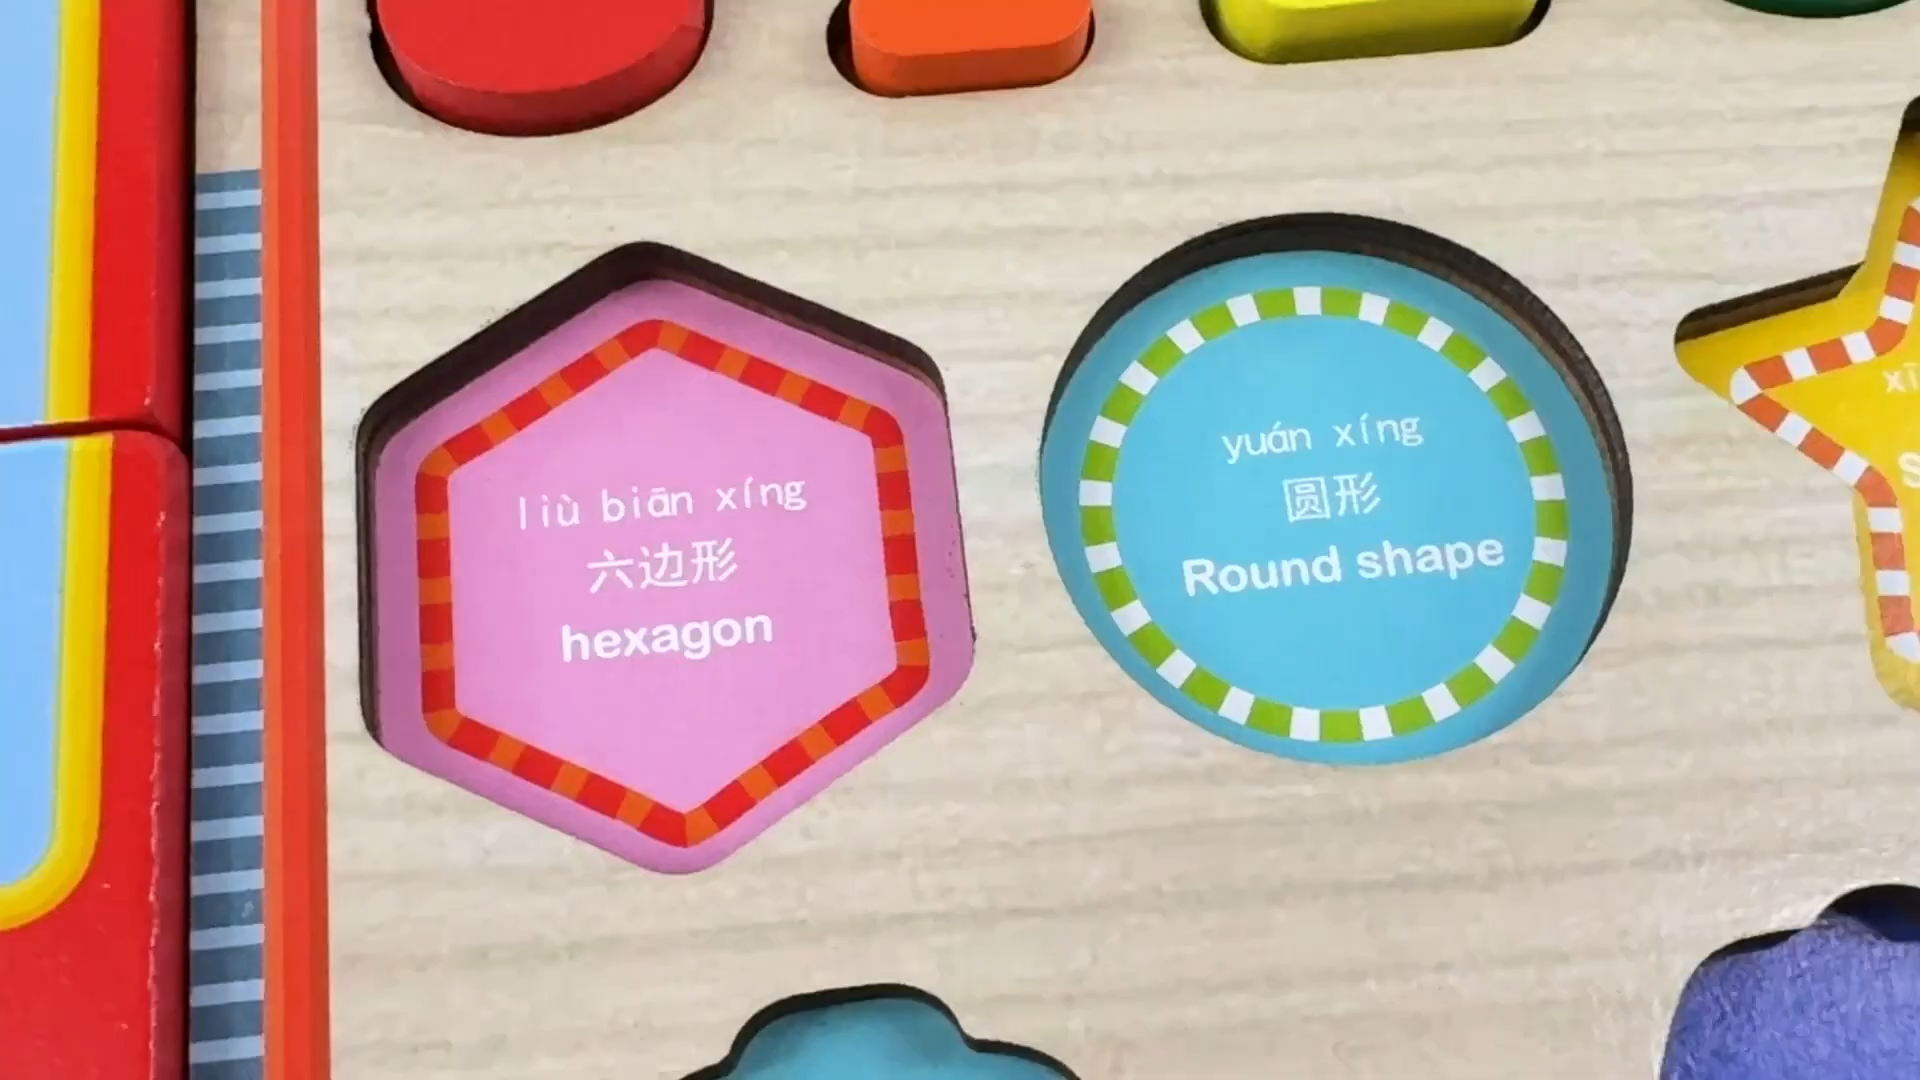 liù biān xíng
六边形
hexagon
yuán xíng
圆形
Round shape